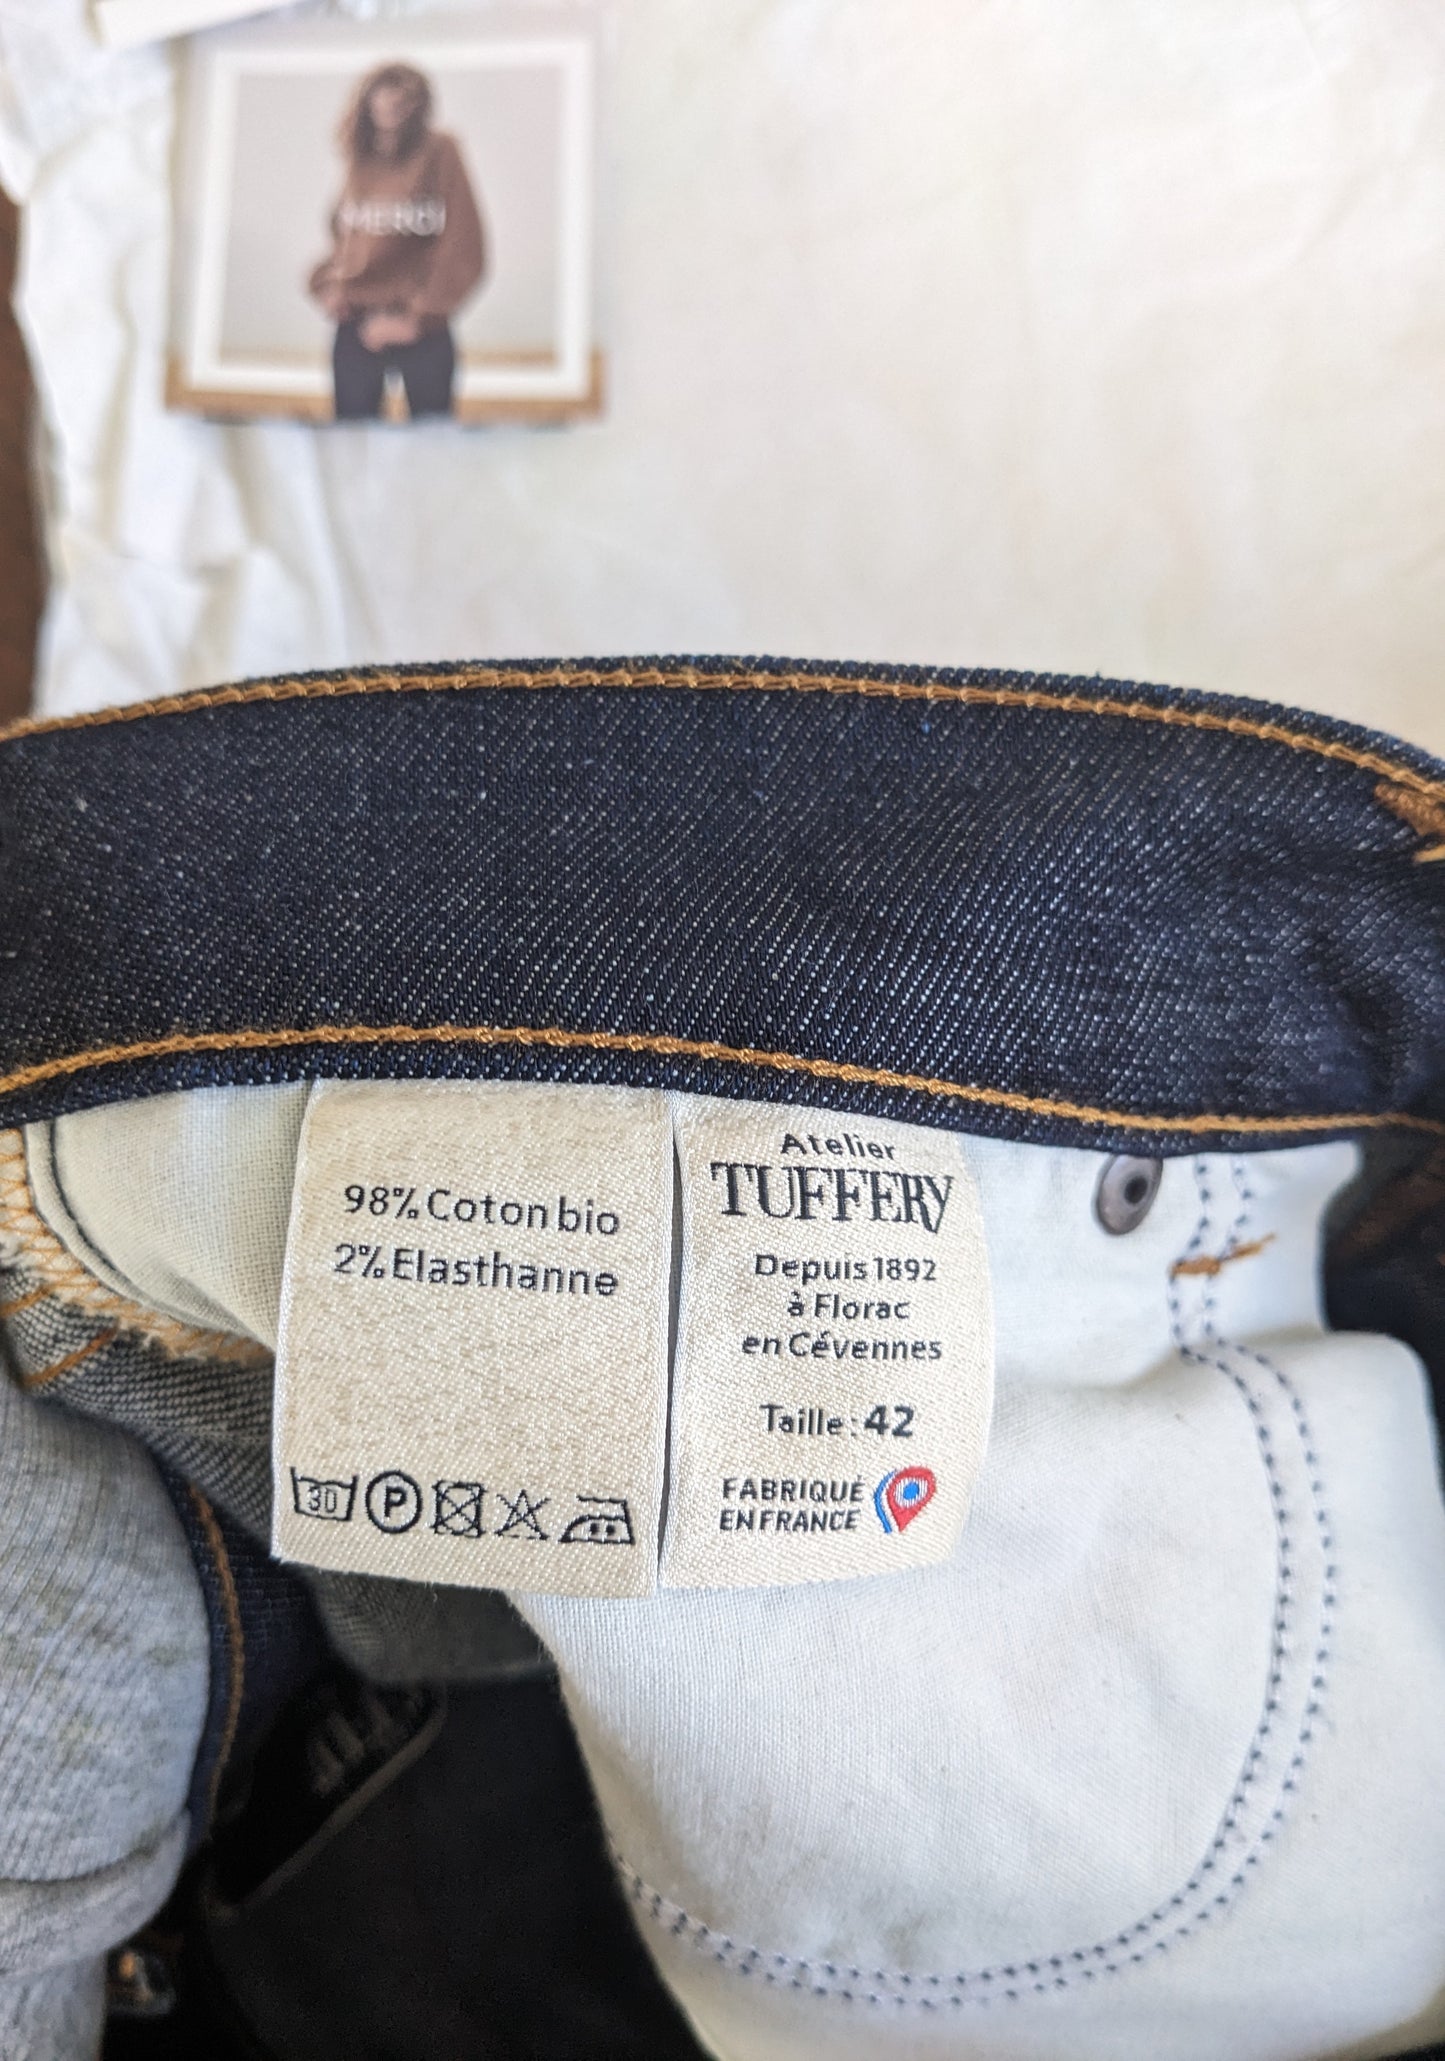 MERCI
98% Coton bio
2% Elasthanne
30 P
Atelier
TUFFERY
Depuis 1892
à Florac
en Cévennes
Taille : 42
FABRIQUÉ
EN FRANCE